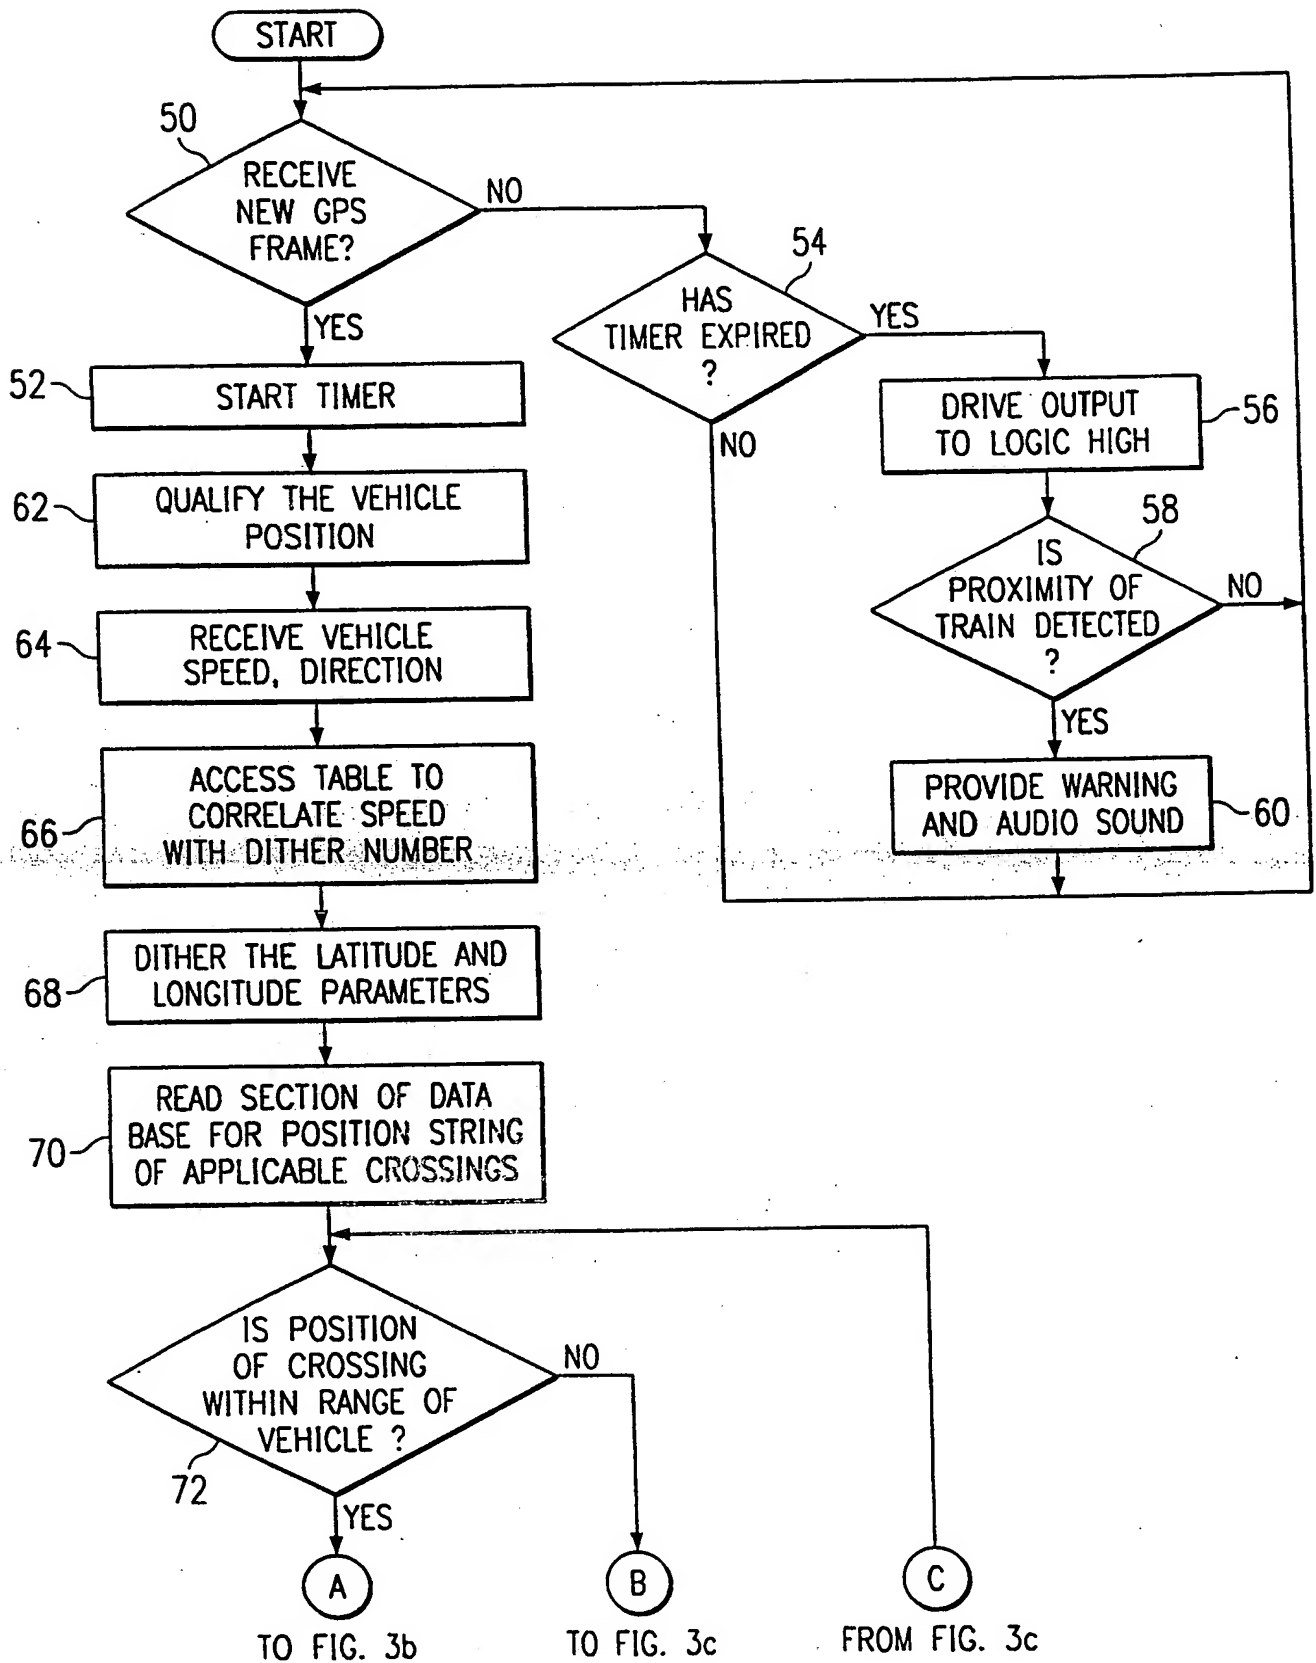 START
50
RECEIVE
NEW GPS
FRAME?
NO
YES
54
HAS
TIMER EXPIRED
?
YES
NO
52
START TIMER
DRIVE OUTPUT
TO LOGIC HIGH
56
62
QUALIFY THE VEHICLE
POSITION
58
IS
PROXIMITY OF
TRAIN DETECTED
?
NO
YES
64
RECEIVE VEHICLE
SPEED, DIRECTION
PROVIDE WARNING
AND AUDIO SOUND
60
66
ACCESS TABLE TO
CORRELATE SPEED
WITH DITHER NUMBER
68
DITHER THE LATITUDE AND
LONGITUDE PARAMETERS
70
READ SECTION OF DATA
BASE FOR POSITION STRING
OF APPLICABLE CROSSINGS
IS POSITION
OF CROSSING
WITHIN RANGE OF
VEHICLE ?
72
NO
YES
A
TO FIG. 3b
B
TO FIG. 3c
C
FROM FIG. 3c